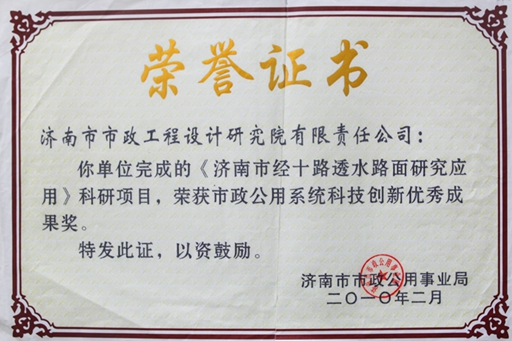 荣誉证书
济南市市政工程设计研究院有限责任公司：
你单位完成的《济南市经十路透水路面研究应
用》科研项目，荣获市政公用系统科技创新优秀成
果奖。
特发此证，以资鼓励。
济南市市政公用事业局
二〇一〇年二月